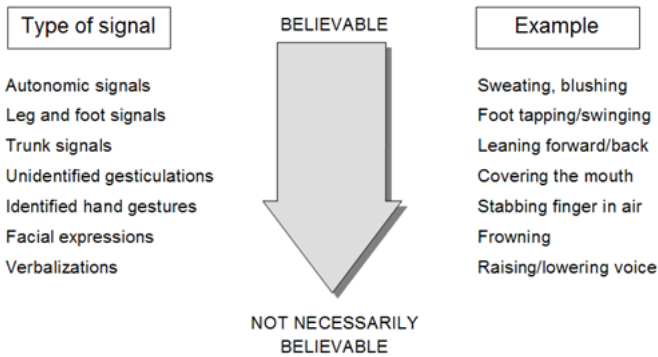 Type of signal BELIEVABLE Example
Autonomic signals Sweating, blushing
Leg and foot signals Foot tapping/swinging
Trunk signals Leaning forward/back
Unidentified gesticulations Covering the mouth
Identified hand gestures Stabbing finger in air
Facial expressions Frowning
Verbalizations Raising/lowering voice
NOT NECESSARILY
BELIEVABLE